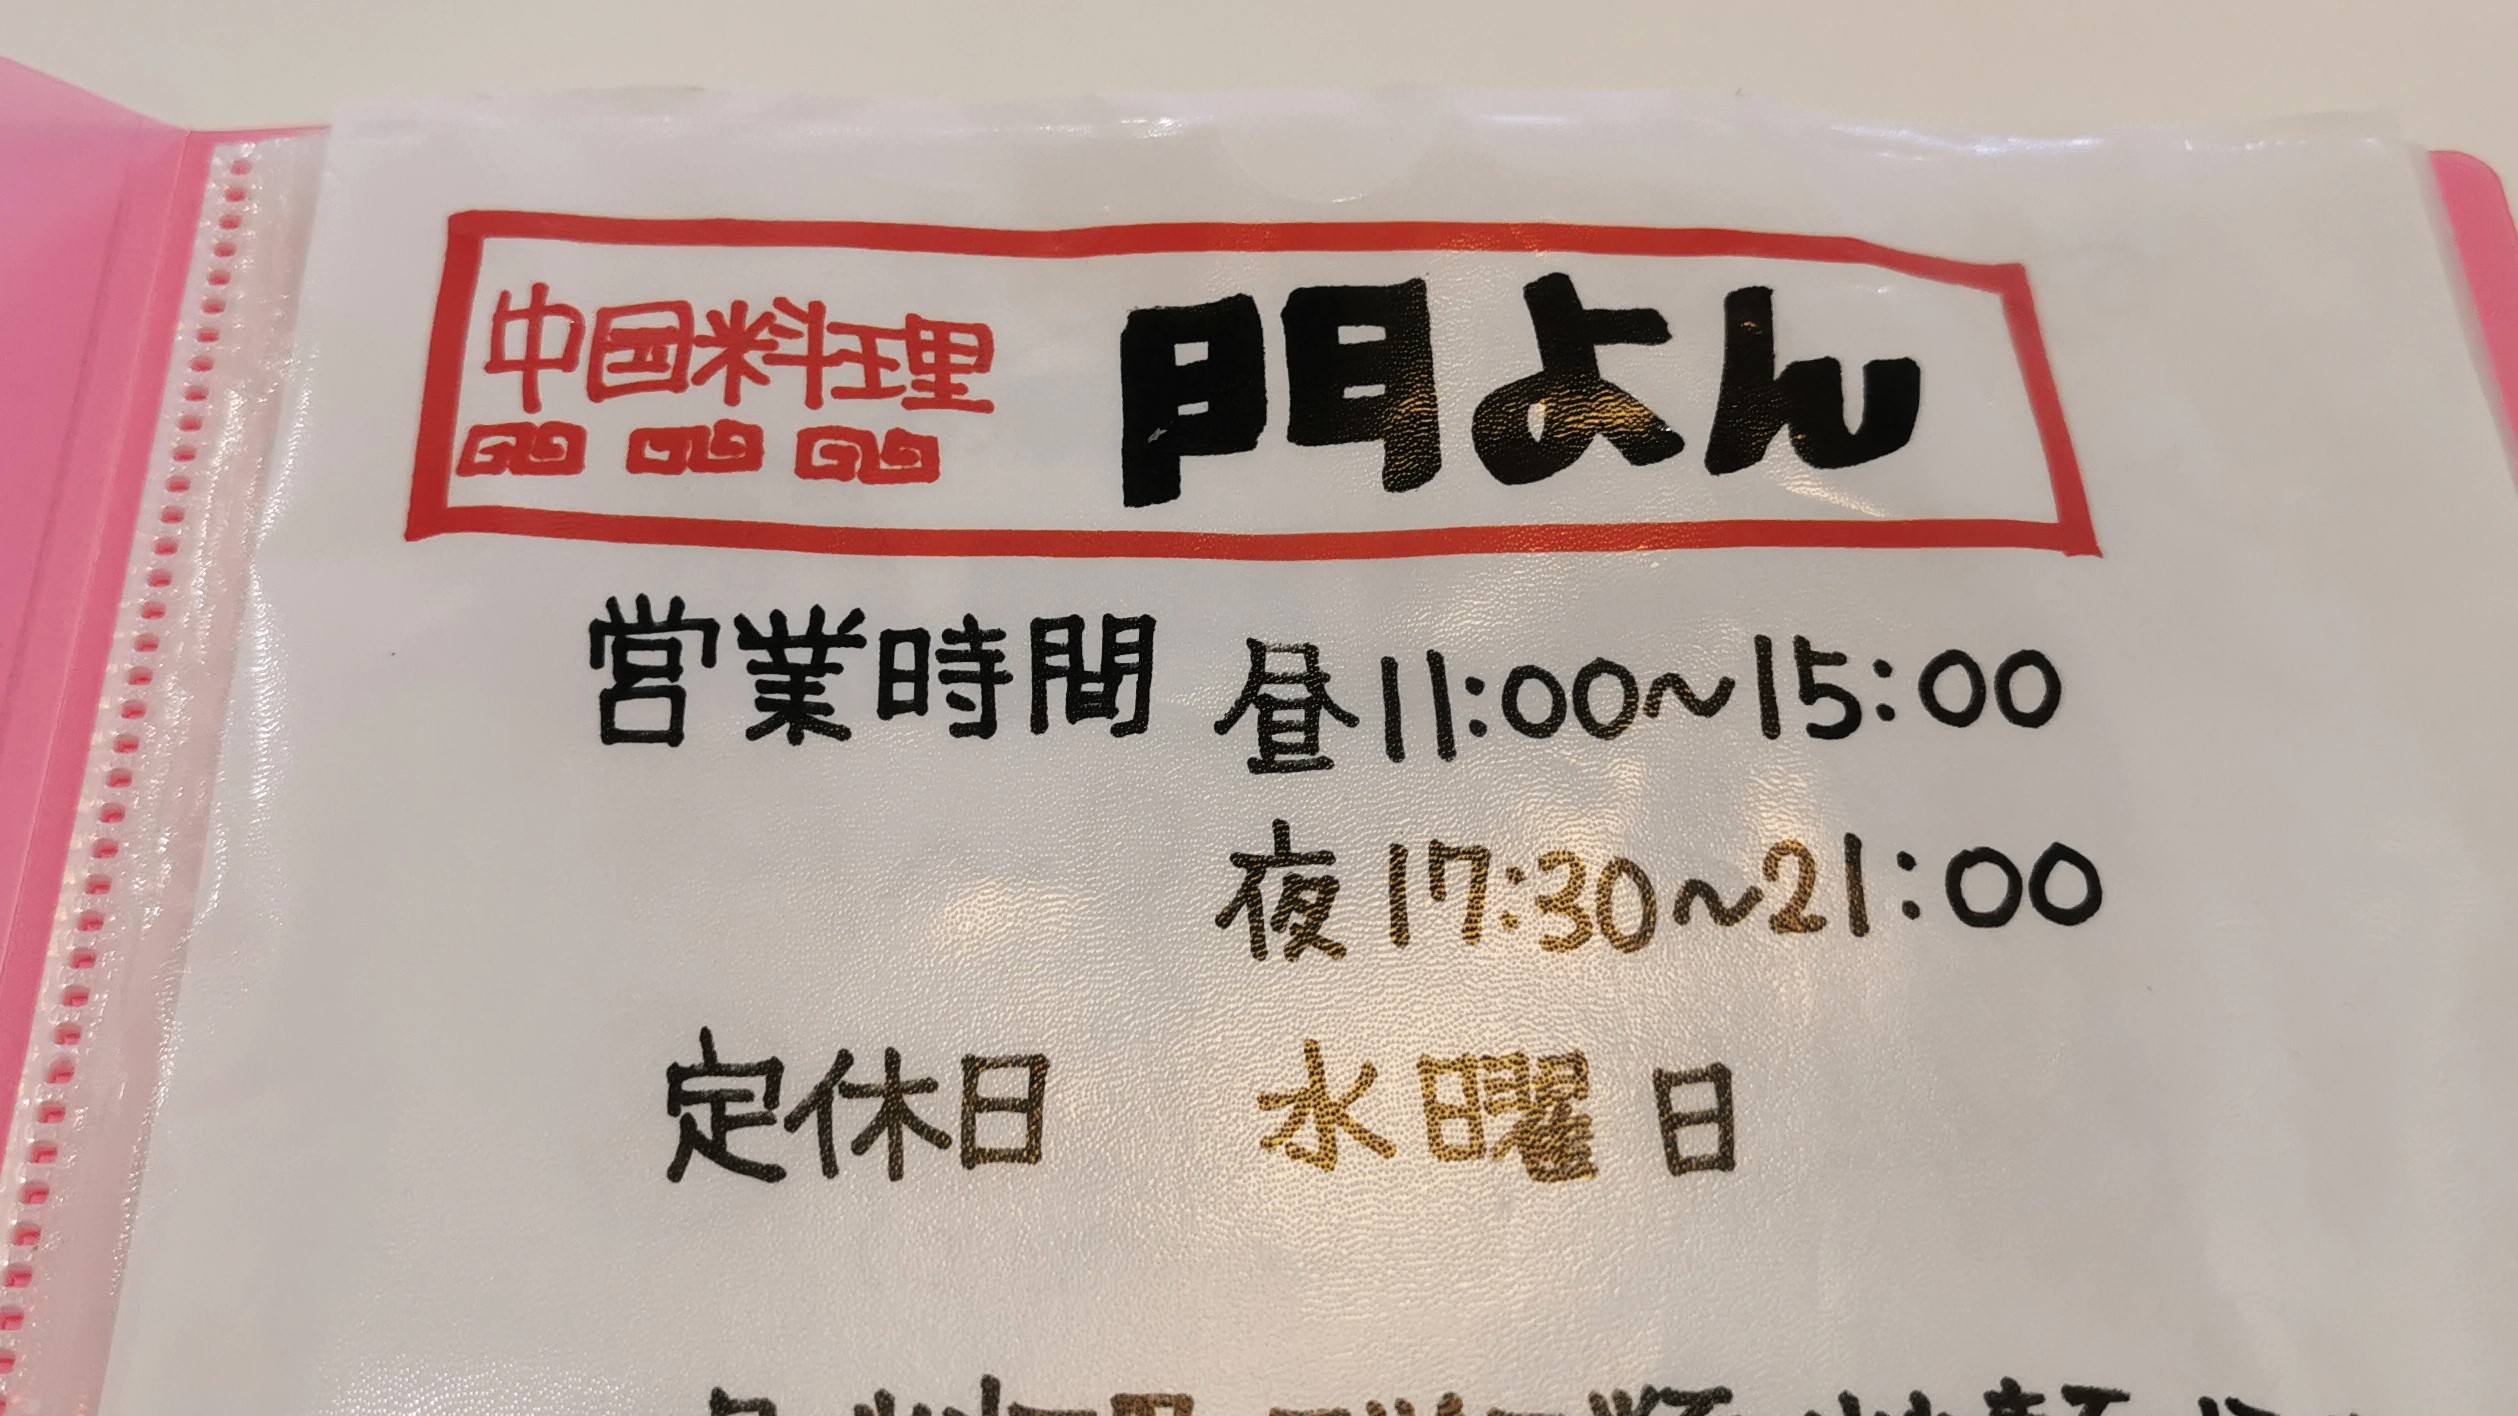 中国料理 門よん
営業時間 昼11:00～15:00
夜17:30～21:00
定休日 水曜日